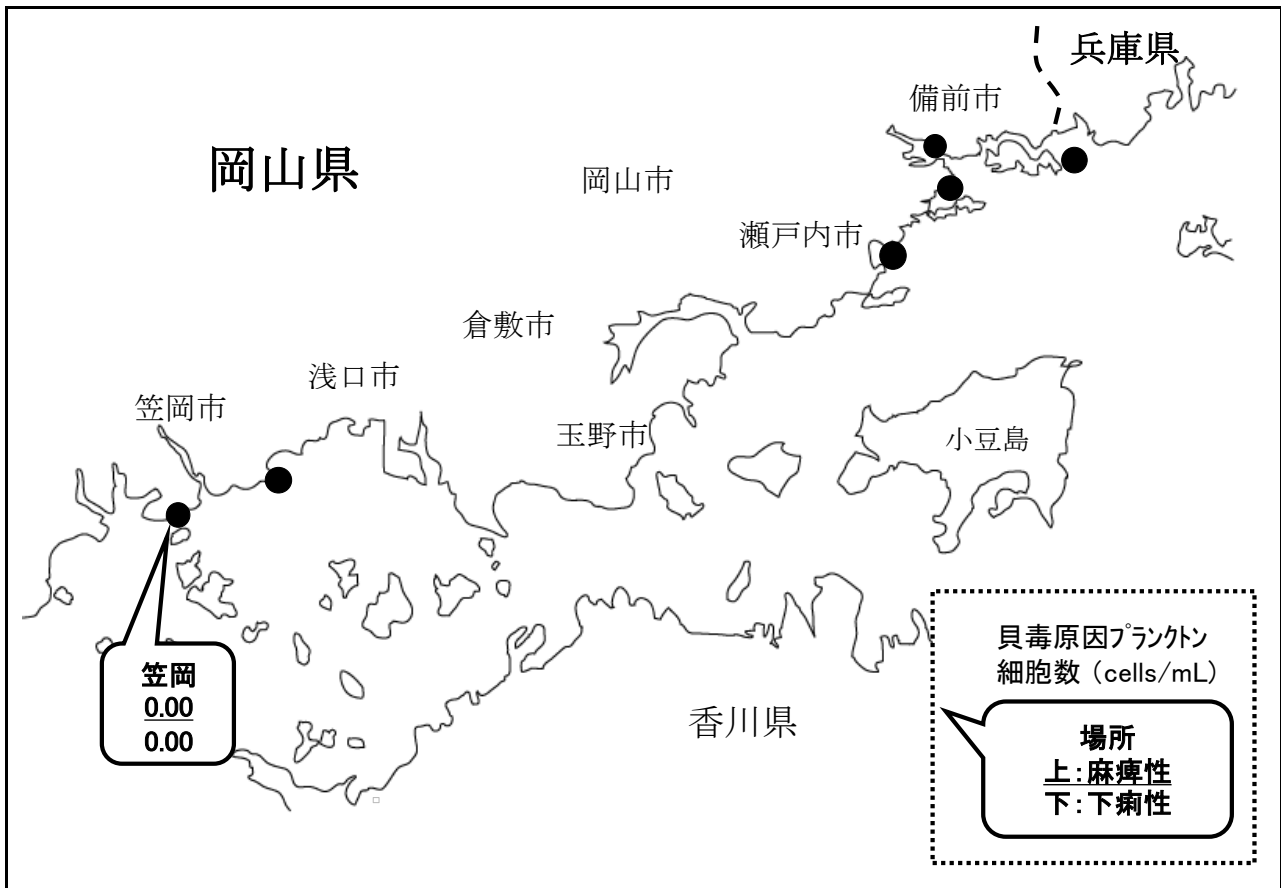 兵庫県
備前市
岡山県
岡山市
瀬戸内市
倉敷市
浅口市
笠岡市
玉野市
小豆島
笠岡
0.00
0.00
香川県
貝毒原因プランクトン
細胞数 (cells/mL)
場所
上:麻痺性
下:下痢性